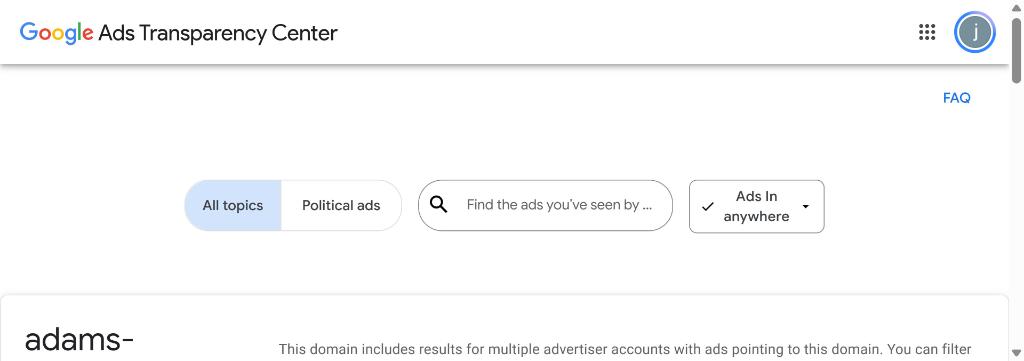 Google Ads Transparency Center
j
FAQ
All topics
Political ads
Find the ads you've seen by ...
Ads In
anywhere
adams-
This domain includes results for multiple advertiser accounts with ads pointing to this domain. You can filter